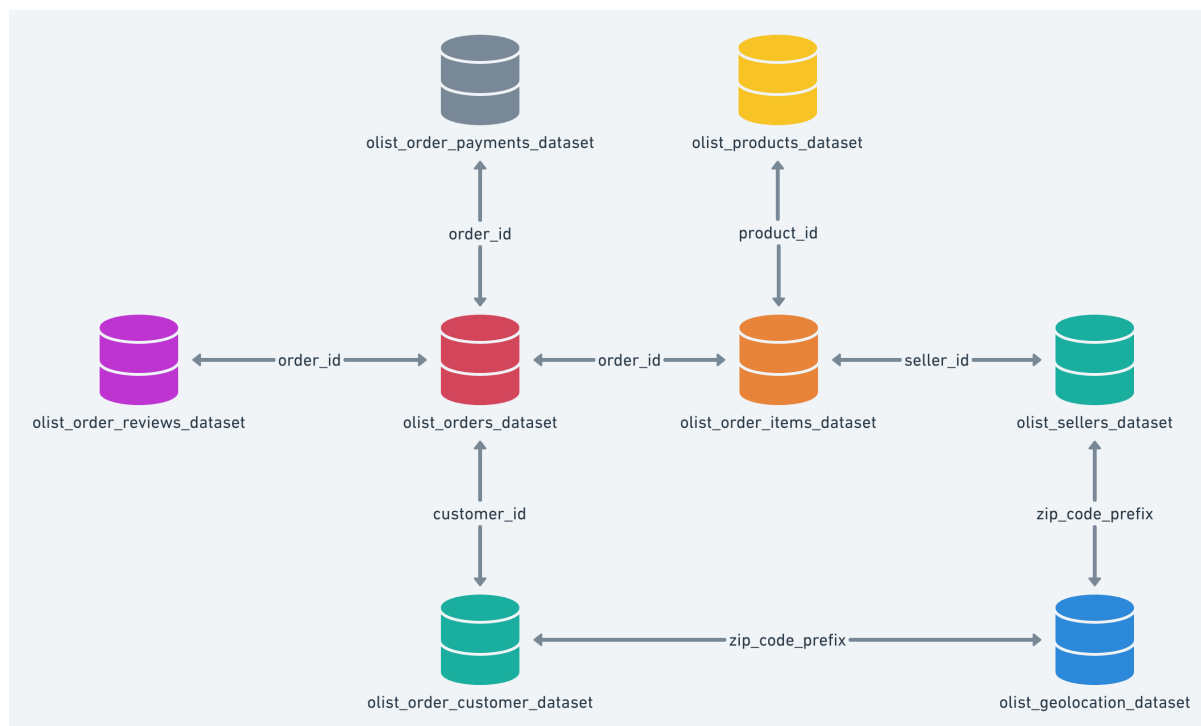 olist_order_payments_dataset
olist_products_dataset
order_id
product_id
order_id
order_id
seller_id
olist_order_reviews_dataset
olist_orders_dataset
olist_order_items_dataset
olist_sellers_dataset
customer_id
zip_code_prefix
zip_code_prefix
olist_order_customer_dataset
olist_geolocation_dataset